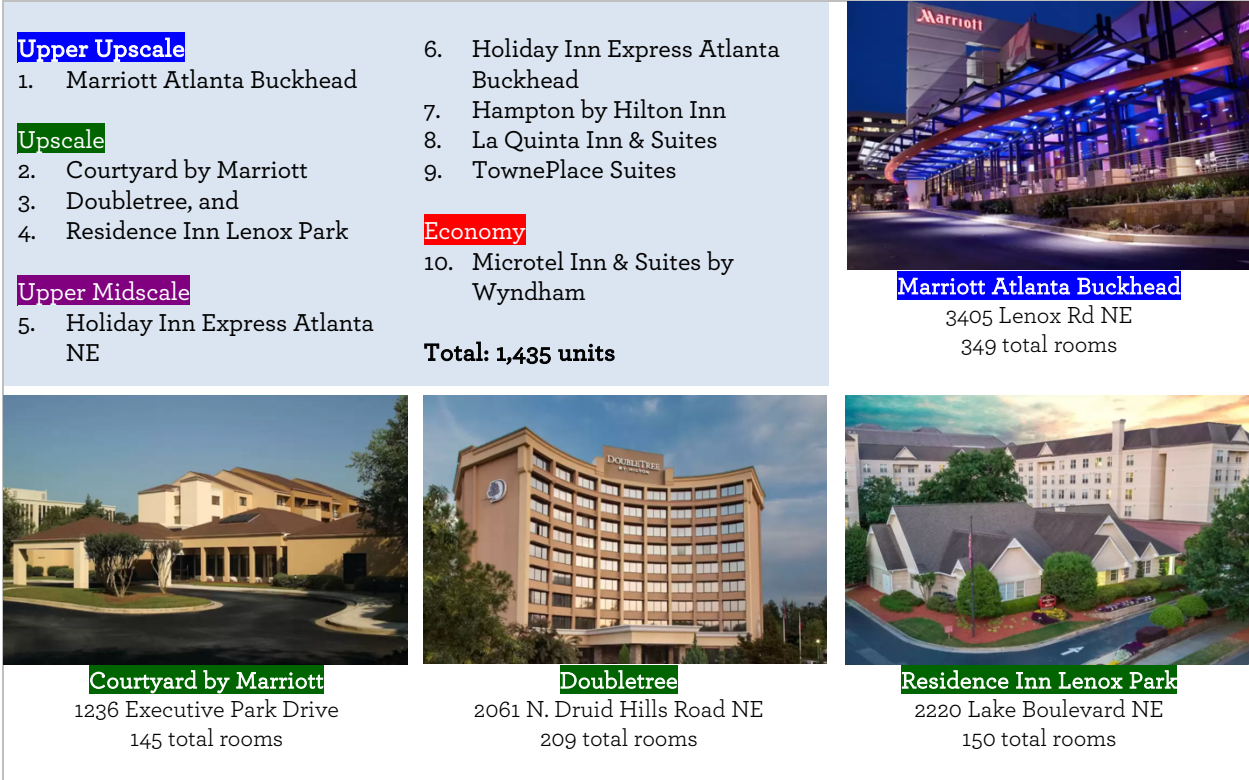 Upper Upscale
1. Marriott Atlanta Buckhead
Upscale
2. Courtyard by Marriott
3. Doubletree, and
4. Residence Inn Lenox Park
Upper Midscale
5. Holiday Inn Express Atlanta
NE
6. Holiday Inn Express Atlanta
Buckhead
7. Hampton by Hilton Inn
8. La Quinta Inn & Suites
9. TownePlace Suites
Economy
10. Microtel Inn & Suites by
Wyndham
Total: 1,435 units
Marriott
Marriott Atlanta Buckhead
3405 Lenox Rd NE
349 total rooms
DOUBLETREE
BY HILTON
Courtyard by Marriott
1236 Executive Park Drive
145 total rooms
Doubletree
2061 N. Druid Hills Road NE
209 total rooms
Residence Inn Lenox Park
2220 Lake Boulevard NE
150 total rooms